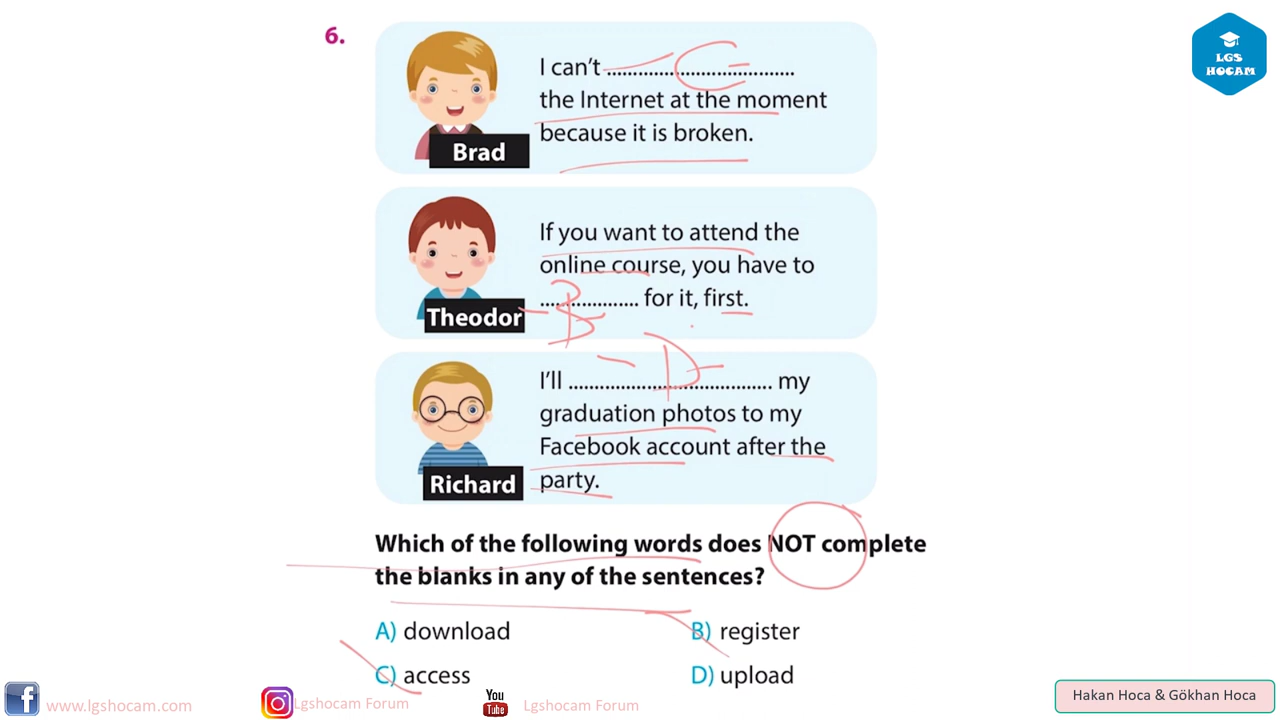 6.
LGS
HOCAM
I can't ............................. C
the Internet at the moment
because it is broken.
Brad
If you want to attend the
online course, you have to
.................. for it, first.
B
Theodor
D
I'll ...................................... my
graduation photos to my
Facebook account after the
party.
Richard
Which of the following words does NOT complete
the blanks in any of the sentences?
A) download
B) register
C) access
D) upload
www.lgshocam.com
Lgshocam Forum
You
Tube
Lgshocam Forum
Hakan Hoca & Gökhan Hoca